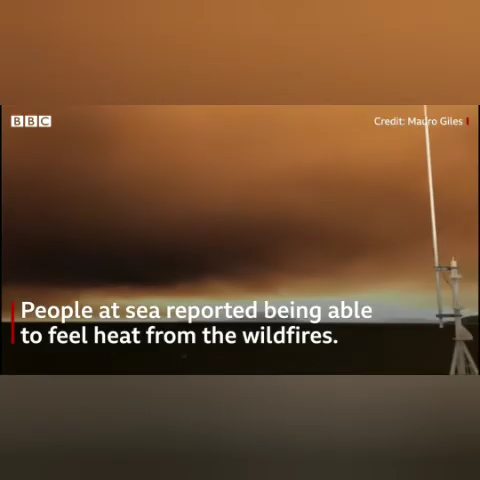 BBC
Credit: Mauro Giles
People at sea reported being able
to feel heat from the wildfires.